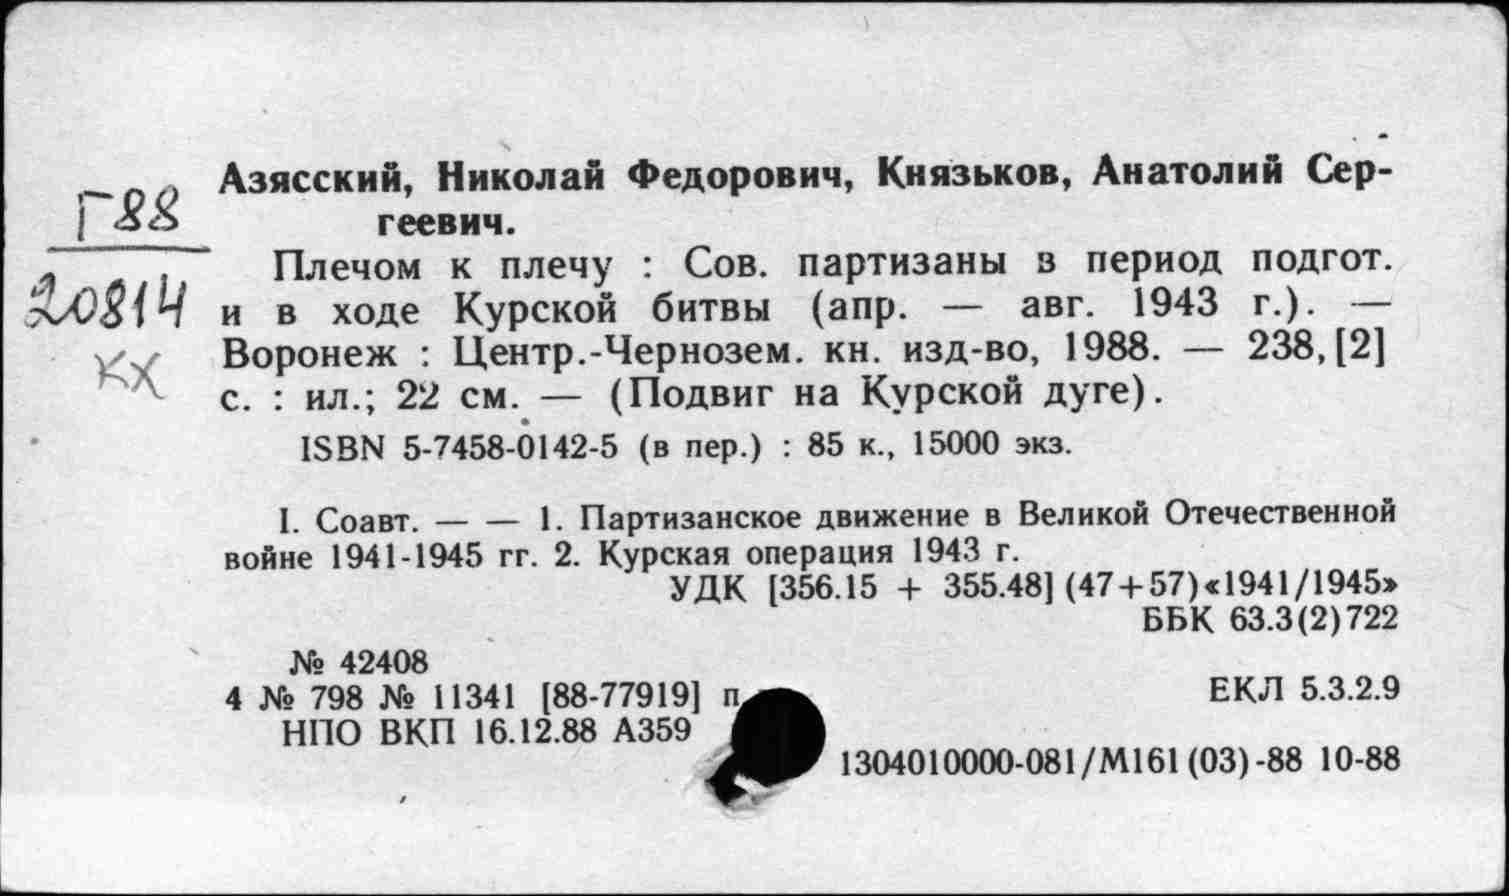 Азясский, Николай Федорович, Князьков, Анатолий Сер-
геевич.
Г88
20814
кх
Плечом к плечу : Сов. партизаны в период подгот.
и в ходе Курской битвы (апр. — авг. 1943 г.). —
Воронеж : Центр.-Чернозем. кн. изд-во, 1988. — 238,[2]
с. : ил.; 22 см. — (Подвиг на Курской дуге).
ISBN 5-7458-0142-5 (в пер.) : 85 к., 15000 экз.
I. Соавт. — — 1. Партизанское движение в Великой Отечественной
войне 1941-1945 гг. 2. Курская операция 1943 г.
УДК [356.15 + 355.48] (47+57)«1941/1945»
ББК 63.3(2)722
№ 42408
4 № 798 № 11341 [88-77919] п
ЕКЛ 5.3.2.9
НПО ВКП 16.12.88 А359
1304010000-081/М161(03)-88 10-88